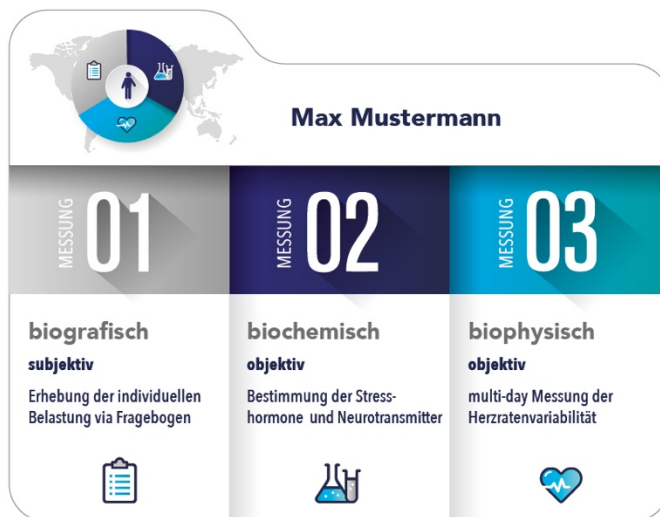 Max Mustermann
MESSUNG 01
MESSUNG 02
MESSUNG 03
biografisch
subjektiv
Erhebung der individuellen
Belastung via Fragebogen
biochemisch
objektiv
Bestimmung der Stress-
hormone und Neurotransmitter
biophysisch
objektiv
multi-day Messung der
Herzratenvariabilität